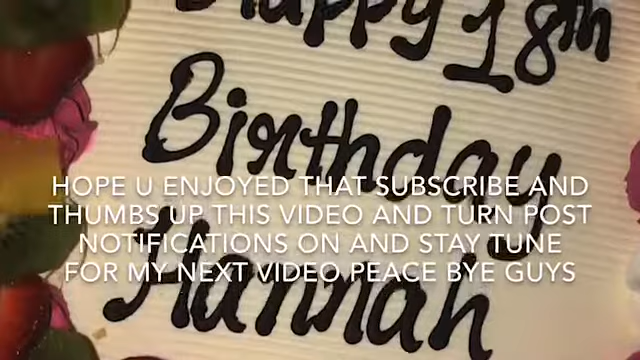 Happy 18th
Birthday
HOPE U ENJOYED THAT SUBSCRIBE AND
THUMBS UP THIS VIDEO AND TURN POST
NOTIFICATIONS ON AND STAY TUNE
FOR MY NEXT VIDEO PEACE BYE GUYS
Hannah